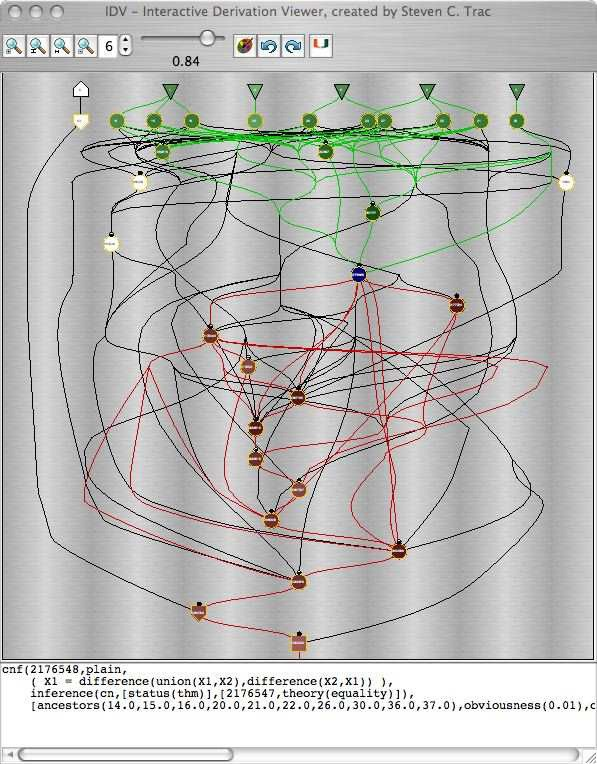 IDV - Interactive Derivation Viewer, created by Steven C. Trac
6
0.84
cnf(2176548,plain,
( X1 = difference(union(X1,X2),difference(X2,X1)) ),
inference(cn,[status(thm)],[2176547,theory(equality)]),
[ancestors(14.0,15.0,16.0,20.0,21.0,22.0,26.0,30.0,36.0,37.0),obviousness(0.01),c